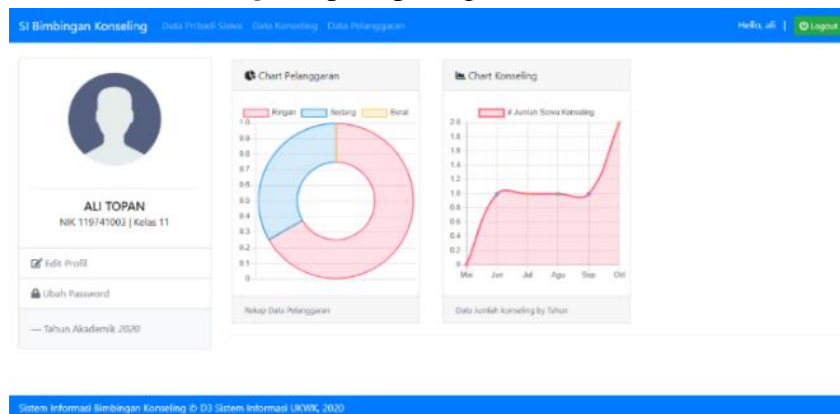 SI Bimbingan Konseling Data Pribadi Siswa Data Konseling Data Pelanggaran Hello, ali | Logout
ALI TOPAN
NIK 119741003 | Kelas 11
Edit Profil
Ubah Password
— Tahun Akademik 2020
Chart Pelanggaran
Ringan Sedang Berat
1.0
0.9
0.8
0.7
0.6
0.5
0.4
0.3
0.2
0.1
0
Rekap Data Pelanggaran
Chart Konseling
# Jumlah Siswa Konseling
2.0
1.8
1.6
1.4
1.2
1.0
0.8
0.6
0.4
0.2
0
Mei Jun Jul Agu Sep Okt
Data Jumlah konseling by Tahun
Sistem Informasi Bimbingan Konseling © D3 Sistem Informasi UKWK, 2020